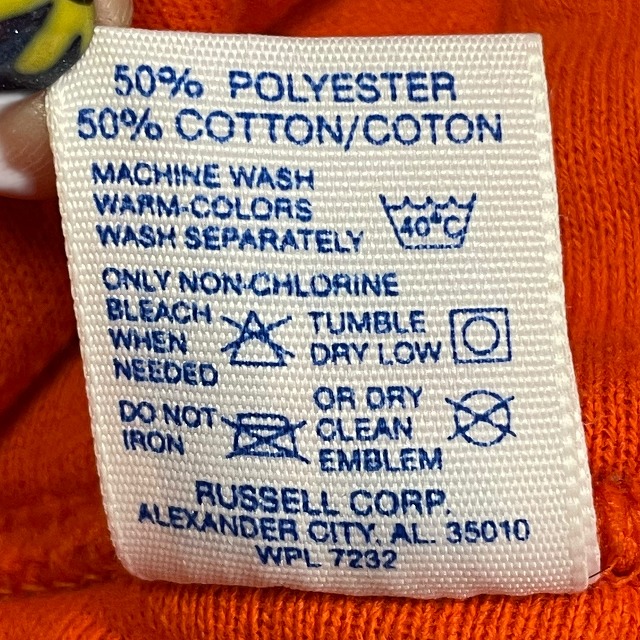 50% POLYESTER
50% COTTON/COTON
MACHINE WASH
WARM-COLORS
WASH SEPARATELY
40°C
ONLY NON-CHLORINE
BLEACH
WHEN
NEEDED
TUMBLE
DRY LOW
DO NOT
IRON
OR DRY
CLEAN
EMBLEM
RUSSELL CORP.
ALEXANDER CITY, AL. 35010
WPL 7232